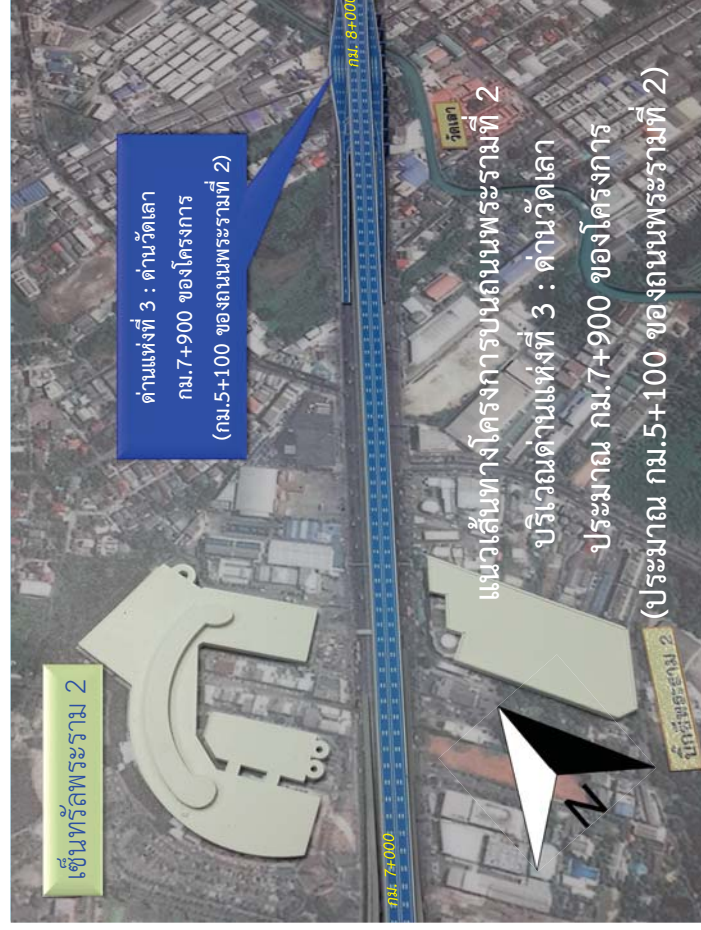 เซ็นทรัลพระราม 2
ด่านแห่งที่ 3 : ด่านวัดเลา
กม.7+900 ของโครงการ
(กม.5+100 ของถนนพระรามที่ 2)
กม. 7+000
กม. 8+000
วัดเลา
แนวเส้นทางโครงการบนถนนพระรามที่ 2
บริเวณด่านแห่งที่ 3 : ด่านวัดเลา
ประมาณ กม.7+900 ของโครงการ
(ประมาณ กม.5+100 ของถนนพระรามที่ 2)
บิ๊กซีพระราม 2
N